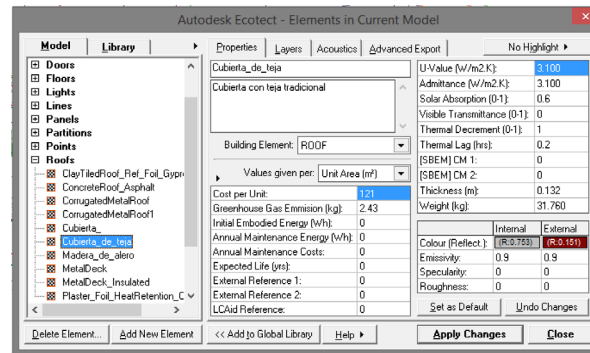 Autodesk Ecotect - Elements in Current Model
Model Library
Doors
Floors
Lights
Lines
Panels
Partitions
Points
Roofs
ClayTiledRoof_Ref_Foil_Gypro
ConcreteRoof_Asphalt
CorrugatedMetalRoof
CorrugatedMetalRoof1
Cubierta_
Cubierta_de_teja
Madera_de_alero
MetalDeck
MetalDeck_Insulated
Plaster_Foil_HeatRetention_C
Delete Element... Add New Element
Properties Layers Acoustics Advanced Export No Highlight
Cubierta_de_teja
Cubierta con teja tradicional
Building Element: ROOF
Values given per: Unit Area (m²)
Cost per Unit: 121
Greenhouse Gas Emmision (kg): 2.43
Initial Embodied Energy (Wh): 0
Annual Maintenance Energy (Wh): 0
Annual Maintenance Costs: 0
Expected Life (yrs): 0
External Reference 1: 0
External Reference 2: 0
LCAid Reference: 0
U-Value (W/m2.K): 3.100
Admittance (W/m2.K): 3.100
Solar Absorption (0-1): 0.6
Visible Transmittance (0-1): 0
Thermal Decrement (0-1): 1
Thermal Lag (hrs): 0.2
[SBEM] CM 1: 0
[SBEM] CM 2: 0
Thickness (m): 0.132
Weight (kg): 31.760
Internal External
Colour (Reflect.): (R:0.753) (R:0.151)
Emissivity: 0.9 0.9
Specularity: 0 0
Roughness: 0 0
Set as Default Undo Changes
<< Add to Global Library Help Apply Changes Close